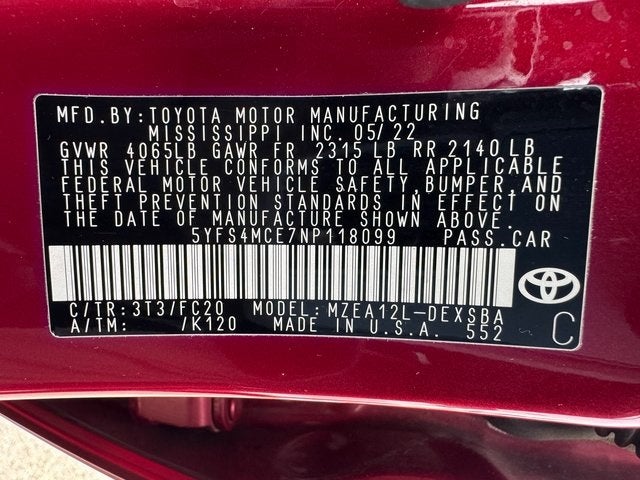 MFD.BY:TOYOTA MOTOR MANUFACTURING
MISSISSIPPI INC. 05/22
GVWR 4065LB GAWR FR 2315 LB RR 2140 LB
THIS VEHICLE CONFORMS TO ALL APPLICABLE
FEDERAL MOTOR VEHICLE SAFETY, BUMPER, AND
THEFT PREVENTION STANDARDS IN EFFECT ON
THE DATE OF MANUFACTURE SHOWN ABOVE.
5YFS4MCE7NP118099 PASS.CAR
C/TR: 3T3/FC20 MODEL: MZEA12L-DEXSBA
A/TM: /K120 MADE IN U.S.A. 552 C